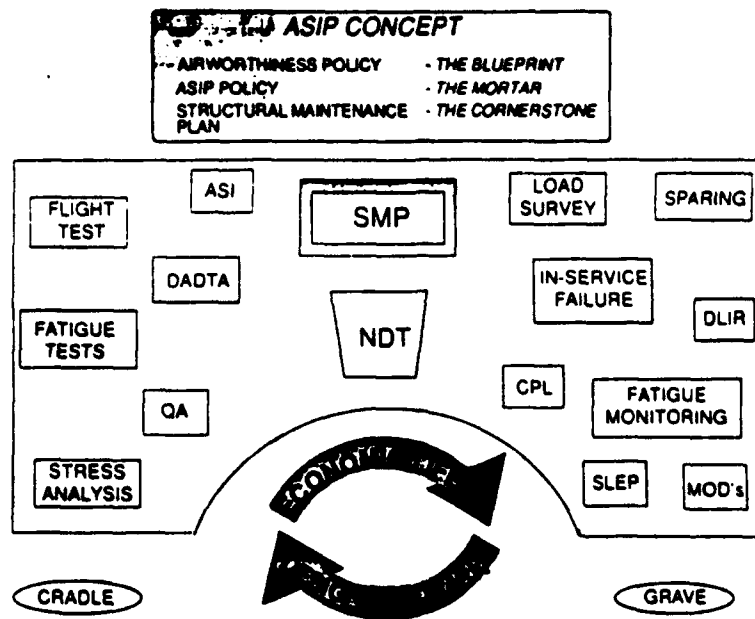 ASIP CONCEPT
AIRWORTHINESS POLICY - THE BLUEPRINT
ASIP POLICY - THE MORTAR
STRUCTURAL MAINTENANCE - THE CORNERSTONE
PLAN
ASI
LOAD
SURVEY
SPARING
FLIGHT
TEST
SMP
DADTA
IN-SERVICE
FAILURE
DLIR
FATIGUE
TESTS
NDT
CPL
FATIGUE
MONITORING
QA
STRESS
ANALYSIS
SLEP
MOD's
CRADLE
GRAVE